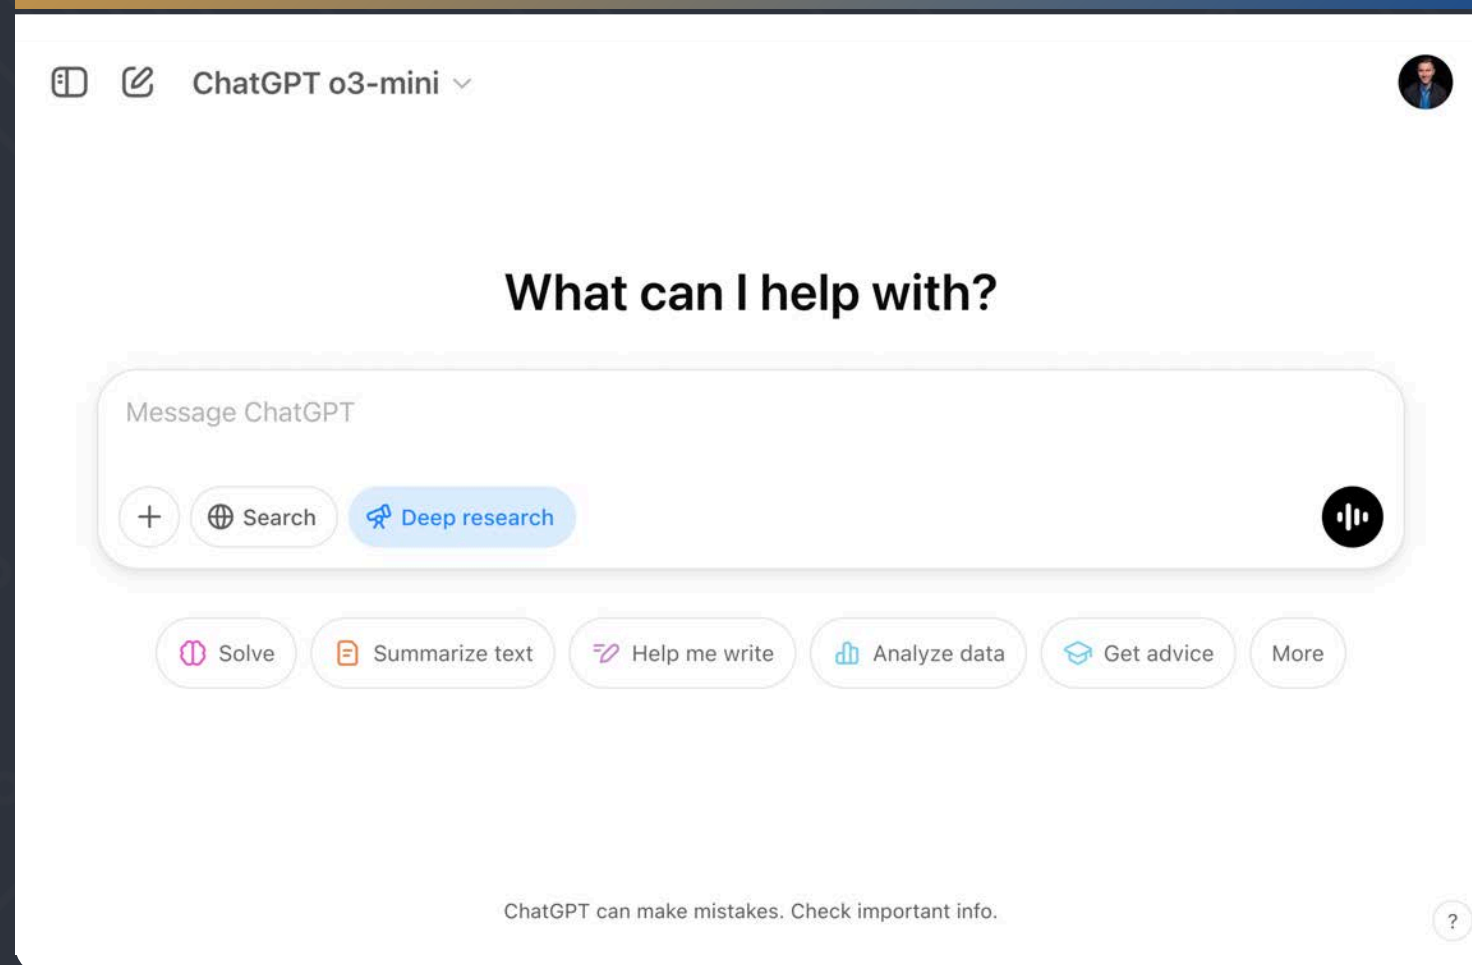 ChatGPT o3-mini
What can I help with?
Message ChatGPT
Search Deep research
Solve Summarize text Help me write Analyze data Get advice More
ChatGPT can make mistakes. Check important info.
?